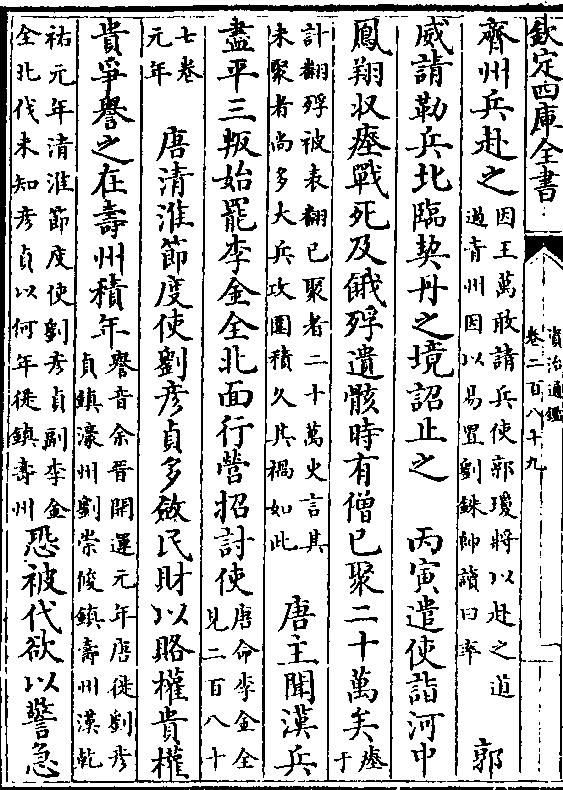 欽定四庫全書
資治通鑑
卷二百八十九
齊州兵赴之
因王萬敢請兵使郭瓊將以赴之道
過青州因以易置劉銖帥讀曰率
郭
威請勒兵北臨契丹之境詔止之　丙寅遣使詣河中
鳳翔收瘞戰死及餓殍遺骸時有僧已聚二十萬矣
瘞
于
計翻殍被表翻已聚者二十萬史言其
未聚者尚多大兵攻圍積久其禍如此
唐主聞漢兵
盡平三叛始罷李金全北面行營招討使
唐命李金全
見二百八十
七卷
元年
唐清淮節度使劉彥貞多斂民財以賂權貴權
貴爭譽之在壽州積年
譽音余晉開運元年唐徙劉彥
貞鎮濠州劉崇俊鎮壽州漢乾
祐元年清淮節度使劉彥貞副李金
全北伐未知彥貞以何年徙鎮壽州
恐被代欲以警急